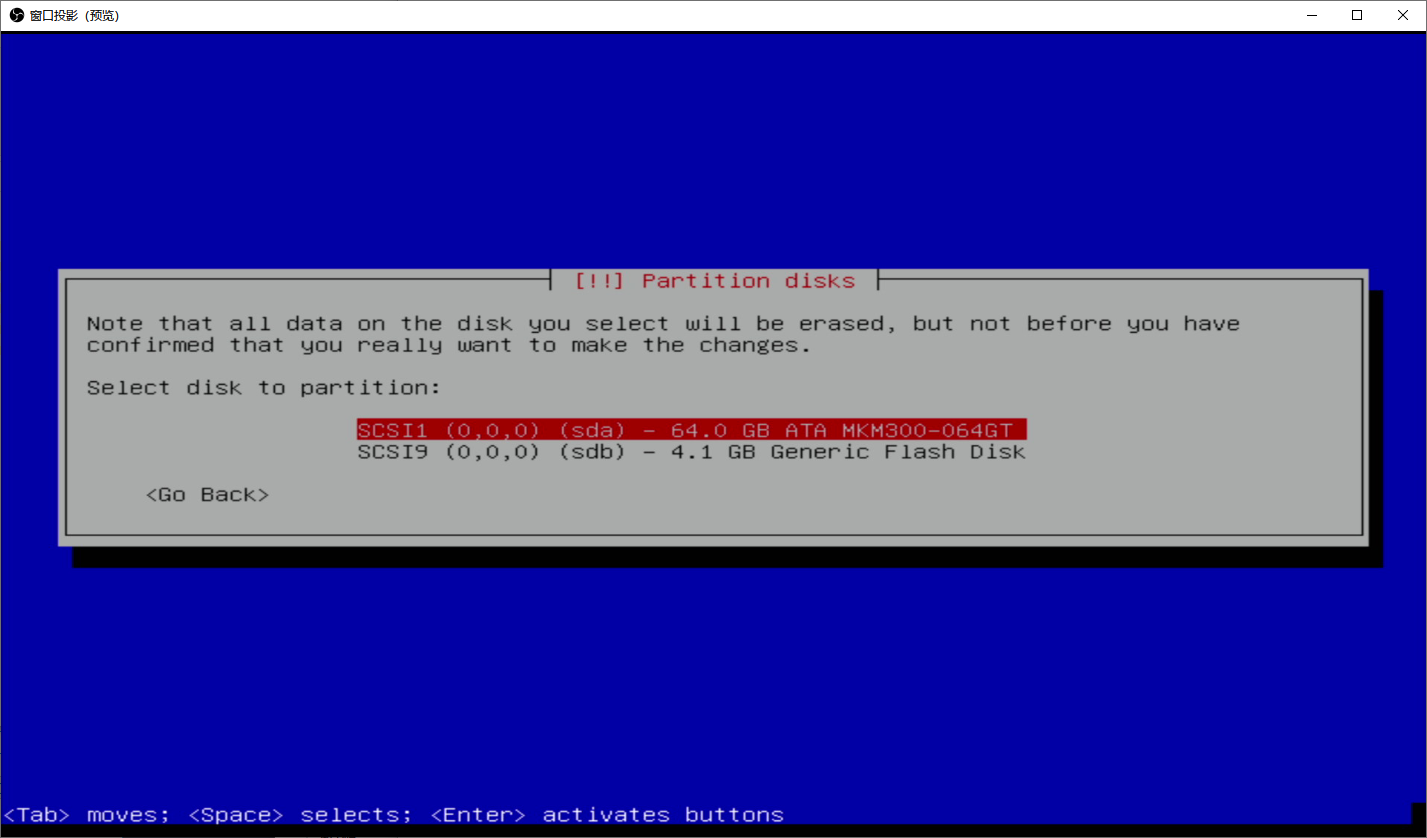 窗口投影 (预览)
[!!] Partition disks
Note that all data on the disk you select will be erased, but not before you have
confirmed that you really want to make the changes.
Select disk to partition:
SCSI1 (0,0,0) (sda) - 64.0 GB ATA MKM300-064GT
SCSI9 (0,0,0) (sdb) - 4.1 GB Generic Flash Disk
<Go Back>
<Tab> moves; <Space> selects; <Enter> activates buttons